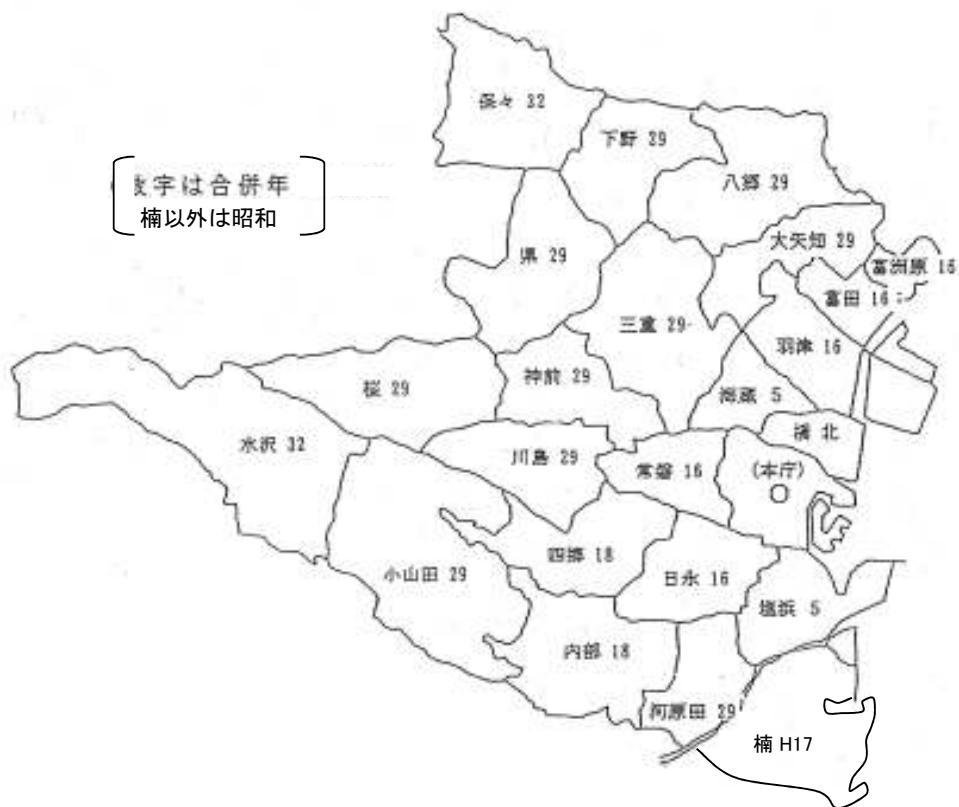 保々 32
下野 29
八郷 29
数字は合併年
楠以外は昭和
大矢知 29
県 29
富洲原 16
富田 16
三重 29
羽津 16
桜 29
神前 29
海蔵 5
橋北
水沢 32
川島 29
常磐 16
(本庁)
四郷 18
小山田 29
日永 16
塩浜 5
内部 18
河原田 29
楠 H17